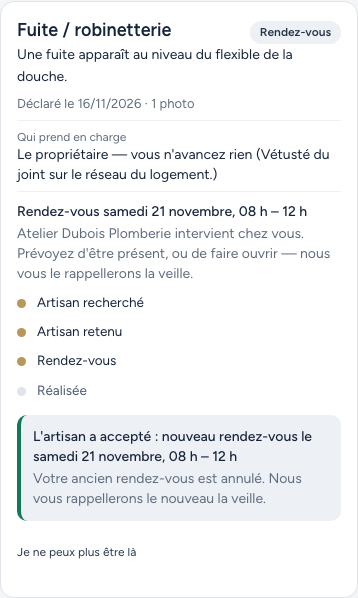 Fuite / robinetterie
Rendez-vous
Une fuite apparaît au niveau du flexible de la
douche.
Déclaré le 16/11/2026 · 1 photo
Qui prend en charge
Le propriétaire — vous n'avancez rien (Vétusté du
joint sur le réseau du logement.)
Rendez-vous samedi 21 novembre, 08 h – 12 h
Atelier Dubois Plomberie intervient chez vous.
Prévoyez d'être présent, ou de faire ouvrir — nous
vous le rappellerons la veille.
Artisan recherché
Artisan retenu
Rendez-vous
Réalisée
L'artisan a accepté : nouveau rendez-vous le
samedi 21 novembre, 08 h – 12 h
Votre ancien rendez-vous est annulé. Nous
vous rappellerons le nouveau la veille.
Je ne peux plus être là